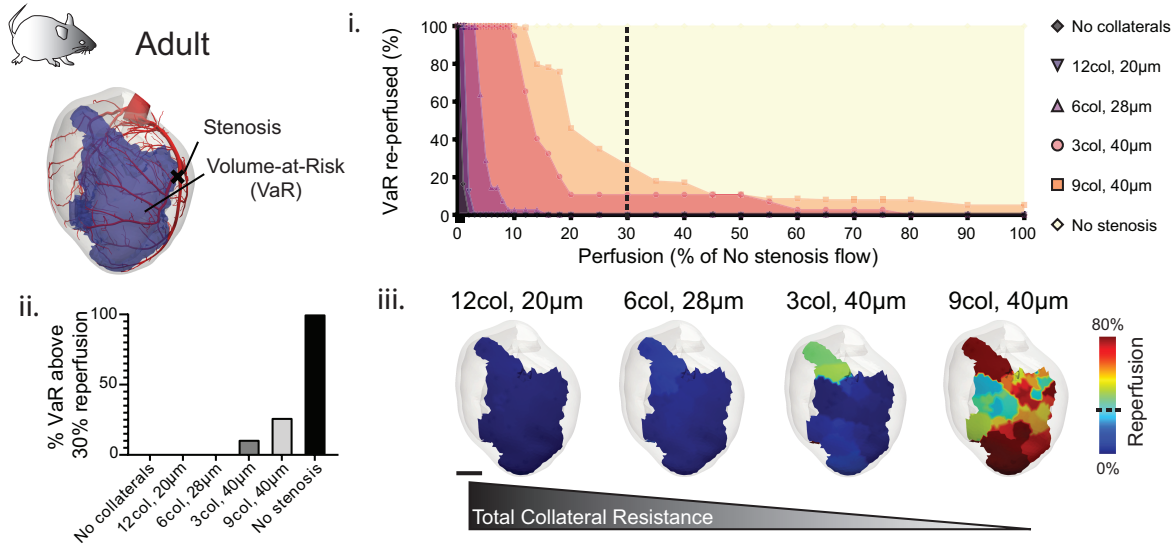 Adult
Stenosis
Volume-at-Risk
(VaR)
i.
VaR re-perfused (%)
100
80
60
40
20
0
0
10
20
30
40
50
60
70
80
90
100
Perfusion (% of No stenosis flow)
No collaterals
12col, 20µm
6col, 28µm
3col, 40µm
9col, 40µm
No stenosis
ii.
% VaR above
30% reperfusion
100
50
0
No collaterals
12col, 20µm
6col, 28µm
3col, 40µm
9col, 40µm
No stenosis
iii.
12col, 20µm
6col, 28µm
3col, 40µm
9col, 40µm
80%
Reperfusion
0%
Total Collateral Resistance